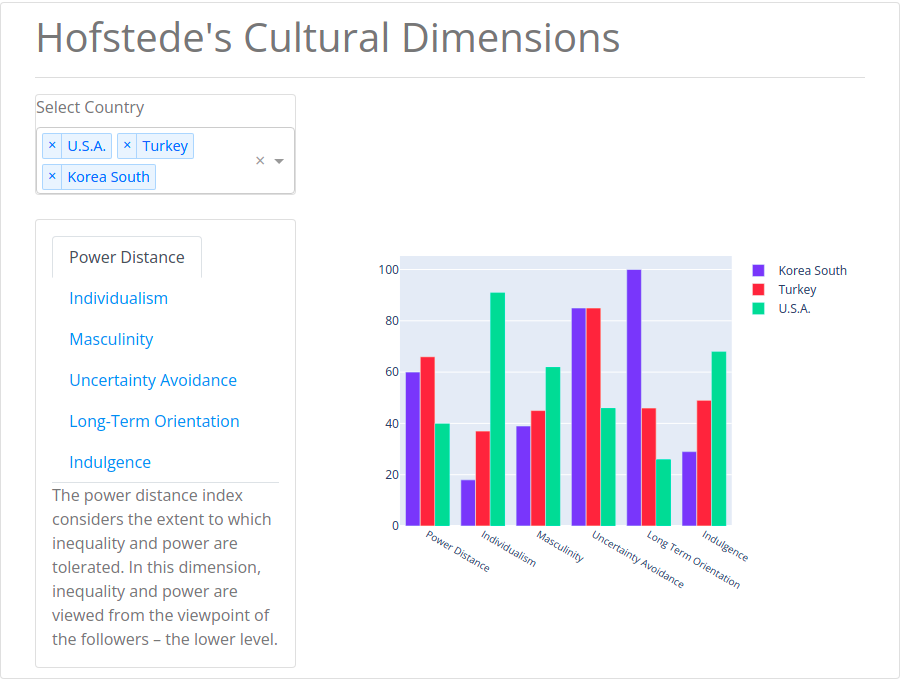 Hofstede's Cultural Dimensions
Select Country
× U.S.A. × Turkey
× Korea South
Power Distance
Individualism
Masculinity
Uncertainty Avoidance
Long-Term Orientation
Indulgence
The power distance index
considers the extent to which
inequality and power are
tolerated. In this dimension,
inequality and power are
viewed from the viewpoint of
the followers – the lower level.
100
80
60
40
20
0
Power Distance
Individualism
Masculinity
Uncertainty Avoidance
Long Term Orientation
Indulgence
Korea South
Turkey
U.S.A.